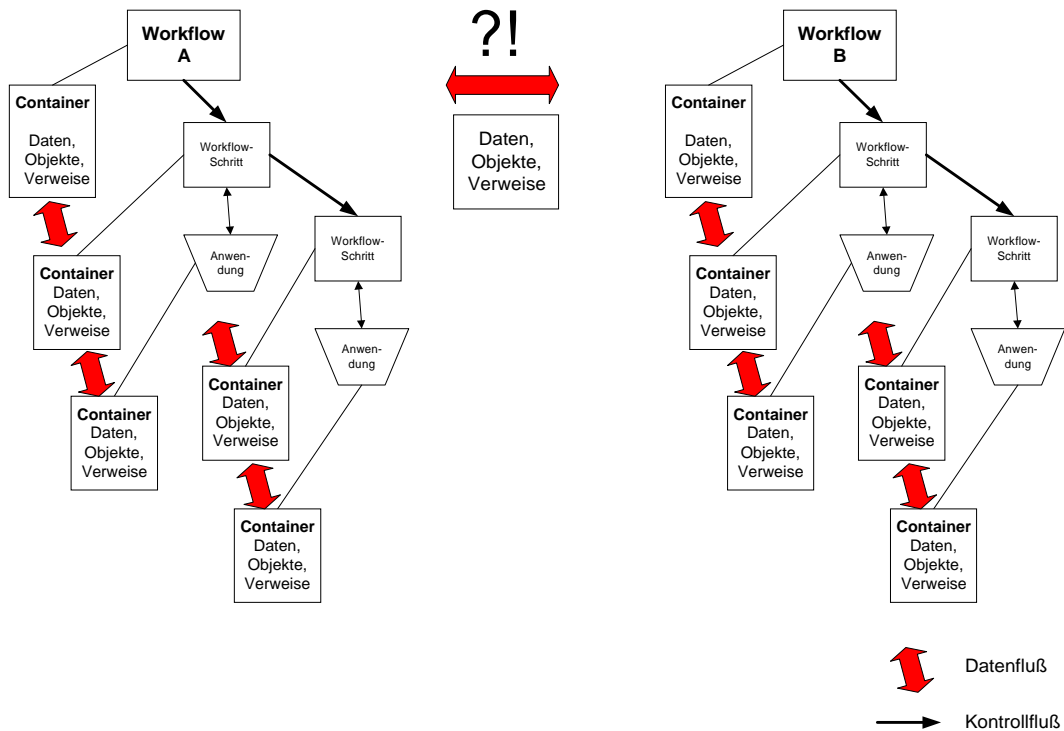 Workflow
A
Container
Daten,
Objekte,
Verweise
Workflow-
Schritt
Container
Daten,
Objekte,
Verweise
Anwen-
dung
Workflow-
Schritt
Container
Daten,
Objekte,
Verweise
Container
Daten,
Objekte,
Verweise
Anwen-
dung
Container
Daten,
Objekte,
Verweise
?!
Daten,
Objekte,
Verweise
Workflow
B
Container
Daten,
Objekte,
Verweise
Workflow-
Schritt
Container
Daten,
Objekte,
Verweise
Anwen-
dung
Workflow-
Schritt
Container
Daten,
Objekte,
Verweise
Container
Daten,
Objekte,
Verweise
Anwen-
dung
Container
Daten,
Objekte,
Verweise
Datenfluß
Kontrollfluß